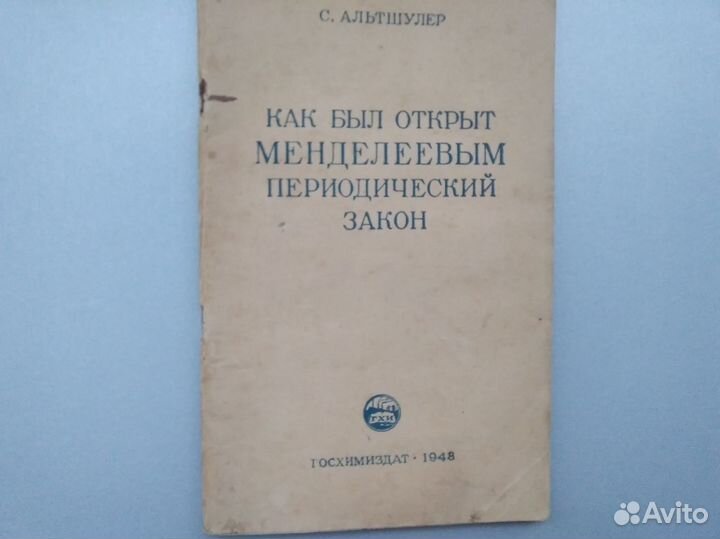 С. АЛЬТШУЛЕР
КАК БЫЛ ОТКРЫТ
МЕНДЕЛЕЕВЫМ
ПЕРИОДИЧЕСКИЙ
ЗАКОН
ГХИ
ГОСХИМИЗДАТ · 1948
Avito